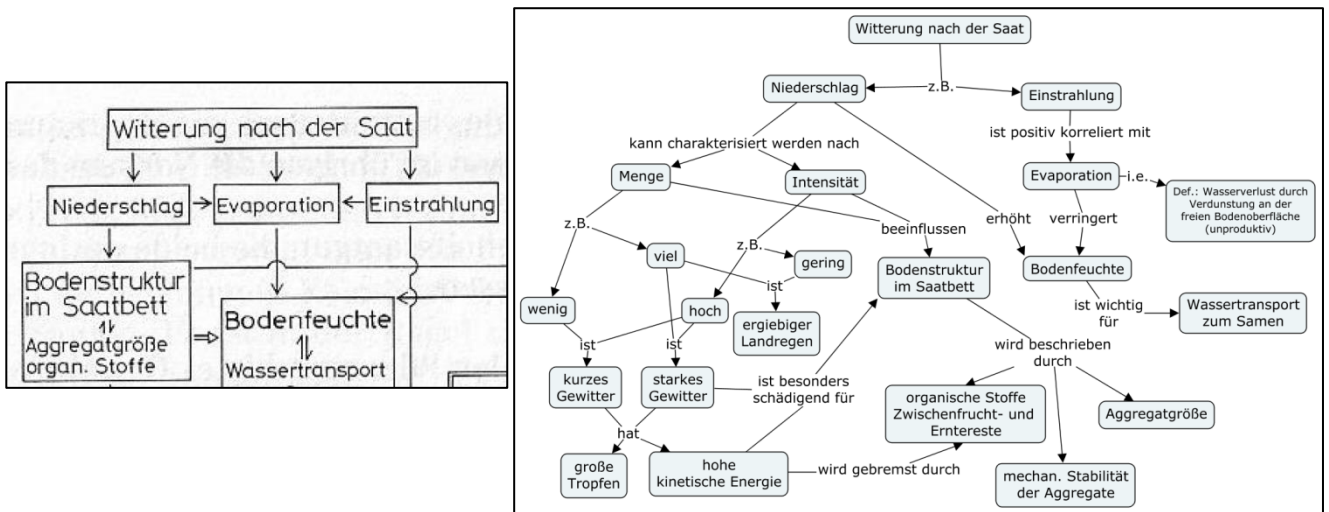 Witterung nach der Saat
Niederschlag
Evaporation
Einstrahlung
Bodenstruktur
im Saatbett
Aggregatgröße
organ. Stoffe
Bodenfeuchte
Wassertransport
Witterung nach der Saat
z.B.
Niederschlag
Einstrahlung
kann charakterisiert werden nach
ist positiv korreliert mit
Menge
Intensität
Evaporation
i.e.
Def.: Wasserverlust durch
Verdunstung an der
freien Bodenoberfläche
(unproduktiv)
z.B.
beeinflussen
erhöht
verringert
viel
z.B.
gering
Bodenstruktur
im Saatbett
Bodenfeuchte
ist
wenig
hoch
ergiebiger
Landregen
ist wichtig
für
Wassertransport
zum Samen
ist
ist
wird beschrieben
durch
kurzes
Gewitter
starkes
Gewitter
ist besonders
schädigend für
organische Stoffe
Zwischenfrucht- und
Erntereste
Aggregatgröße
hat
große
Tropfen
hohe
kinetische Energie
wird gebremst durch
mechan. Stabilität
der Aggregate